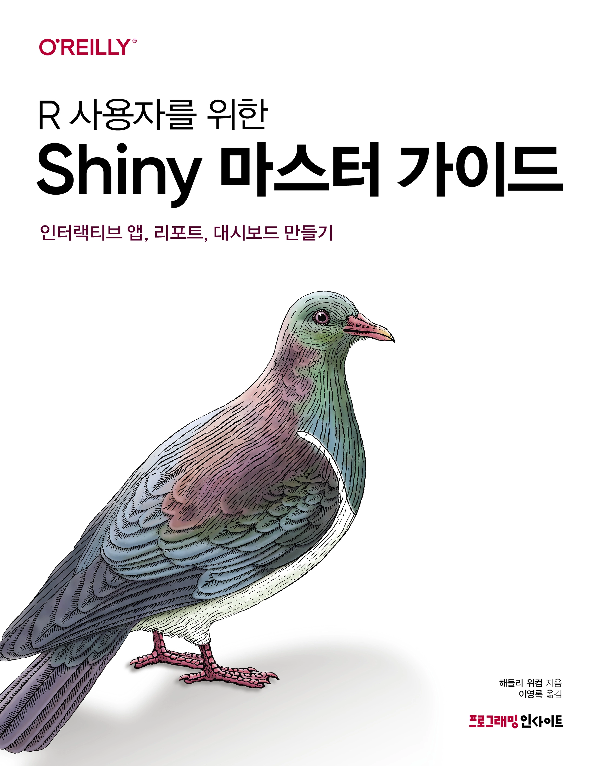 O'REILLY®
R 사용자를 위한
Shiny 마스터 가이드
인터랙티브 앱, 리포트, 대시보드 만들기
해들리 위컴 지음
이영록 옮김
프로그래밍인사이트